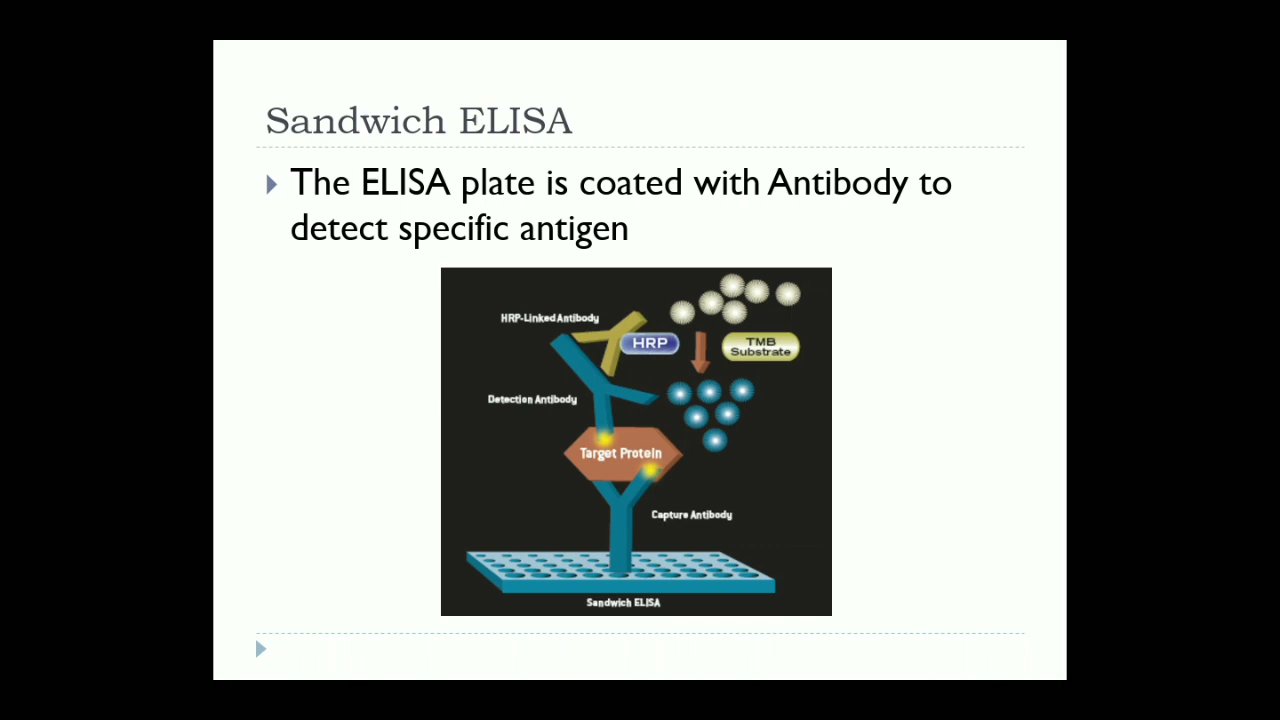 Sandwich ELISA
The ELISA plate is coated with Antibody to
detect specific antigen
HRP-Linked Antibody
HRP
TMB
Substrate
Detection Antibody
Target Protein
Capture Antibody
Sandwich ELISA